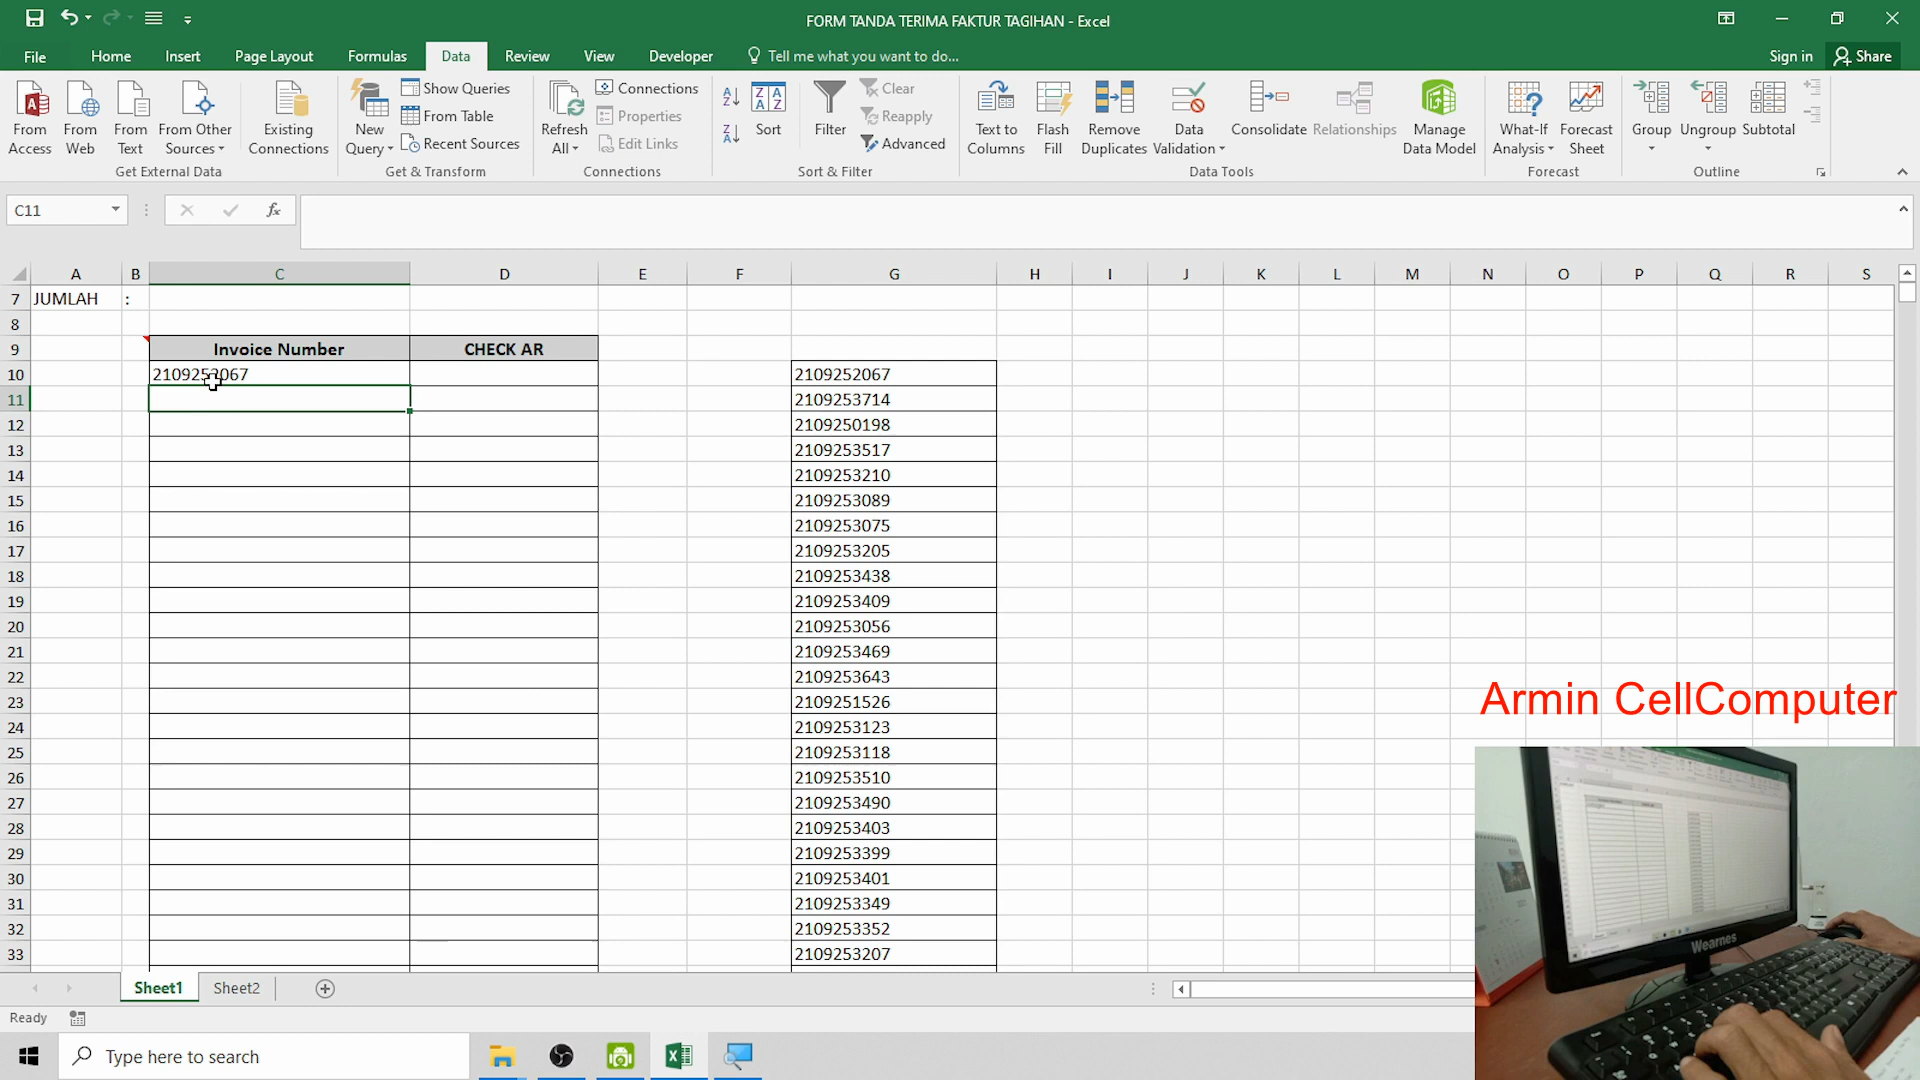 FORM TANDA TERIMA FAKTUR TAGIHAN - Excel
File Home Insert Page Layout Formulas Data Review View Developer Tell me what you want to do... Sign in Share
From Access
From Web
From Text
From Other Sources
Existing Connections
Get External Data
New Query
Show Queries
From Table
Recent Sources
Get & Transform
Refresh All
Connections
Properties
Edit Links
Connections
Sort
Filter
Clear
Reapply
Advanced
Sort & Filter
Text to Columns
Flash Fill
Remove Duplicates
Data Validation
Consolidate
Relationships
Manage Data Model
Data Tools
What-If Analysis
Forecast Sheet
Forecast
Group
Ungroup
Subtotal
Outline
C11 fx
A B C D E F G H I J K L M N O P Q R S
7 JUMLAH :
8
9 Invoice Number CHECK AR
10 2109252067 2109252067
11 2109253714
12 2109250198
13 2109253517
14 2109253210
15 2109253089
16 2109253075
17 2109253205
18 2109253438
19 2109253409
20 2109253056
21 2109253469
22 2109253643
23 2109251526
24 2109253123
25 2109253118
26 2109253510
27 2109253490
28 2109253403
29 2109253399
30 2109253401
31 2109253349
32 2109253352
33 2109253207
Armin CellComputer
Wearnes
Sheet1 Sheet2
Ready
Type here to search